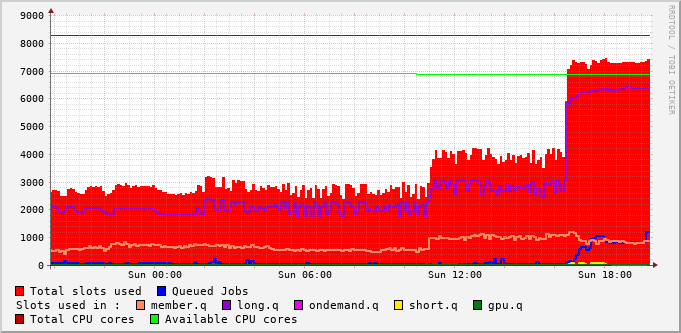 9000
8000
7000
6000
5000
4000
3000
2000
1000
0
Sun 00:00 Sun 06:00 Sun 12:00 Sun 18:00
Total slots used Queued Jobs
Slots used in : member.q long.q ondemand.q short.q gpu.q
Total CPU cores Available CPU cores
RRDTOOL / TOBI OETIKER